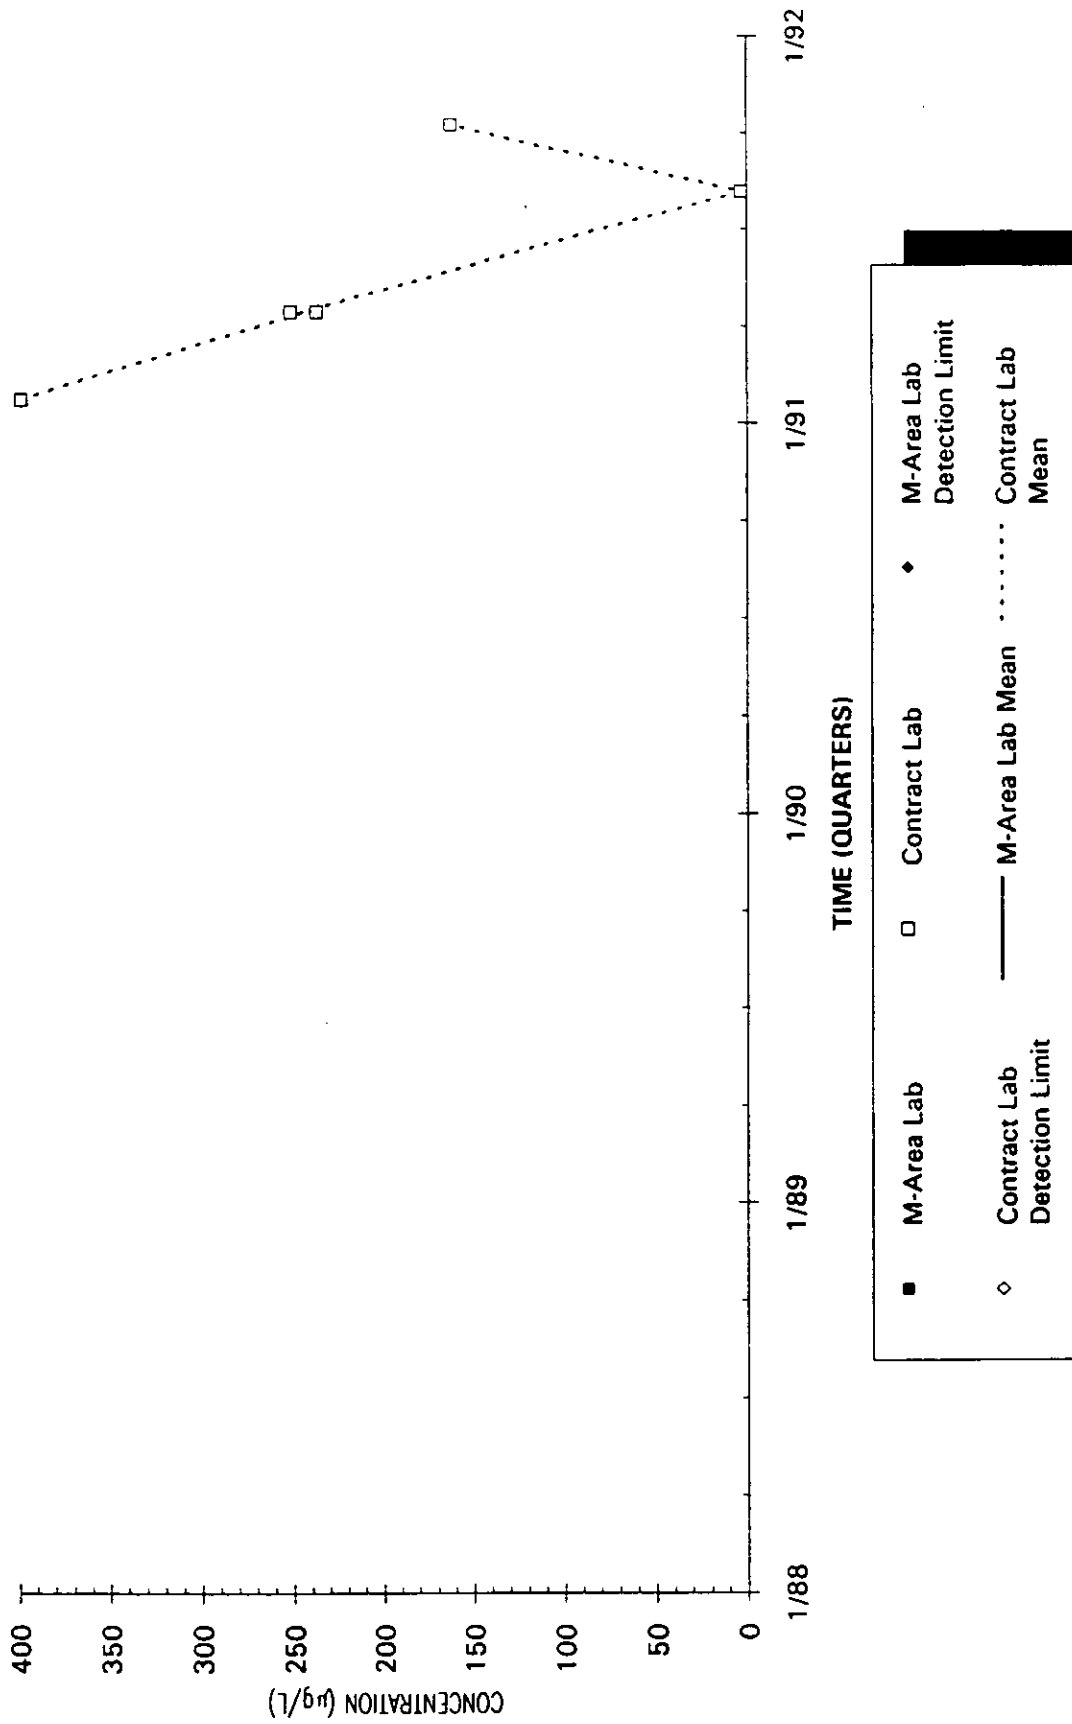 CONCENTRATION (µg/L)
400
350
300
250
200
150
100
50
0
1/88
1/89
1/90
1/91
1/92
TIME (QUARTERS)
M-Area Lab
Contract Lab
M-Area Lab
Detection Limit
Contract Lab
Detection Limit
M-Area Lab Mean
Contract Lab
Mean